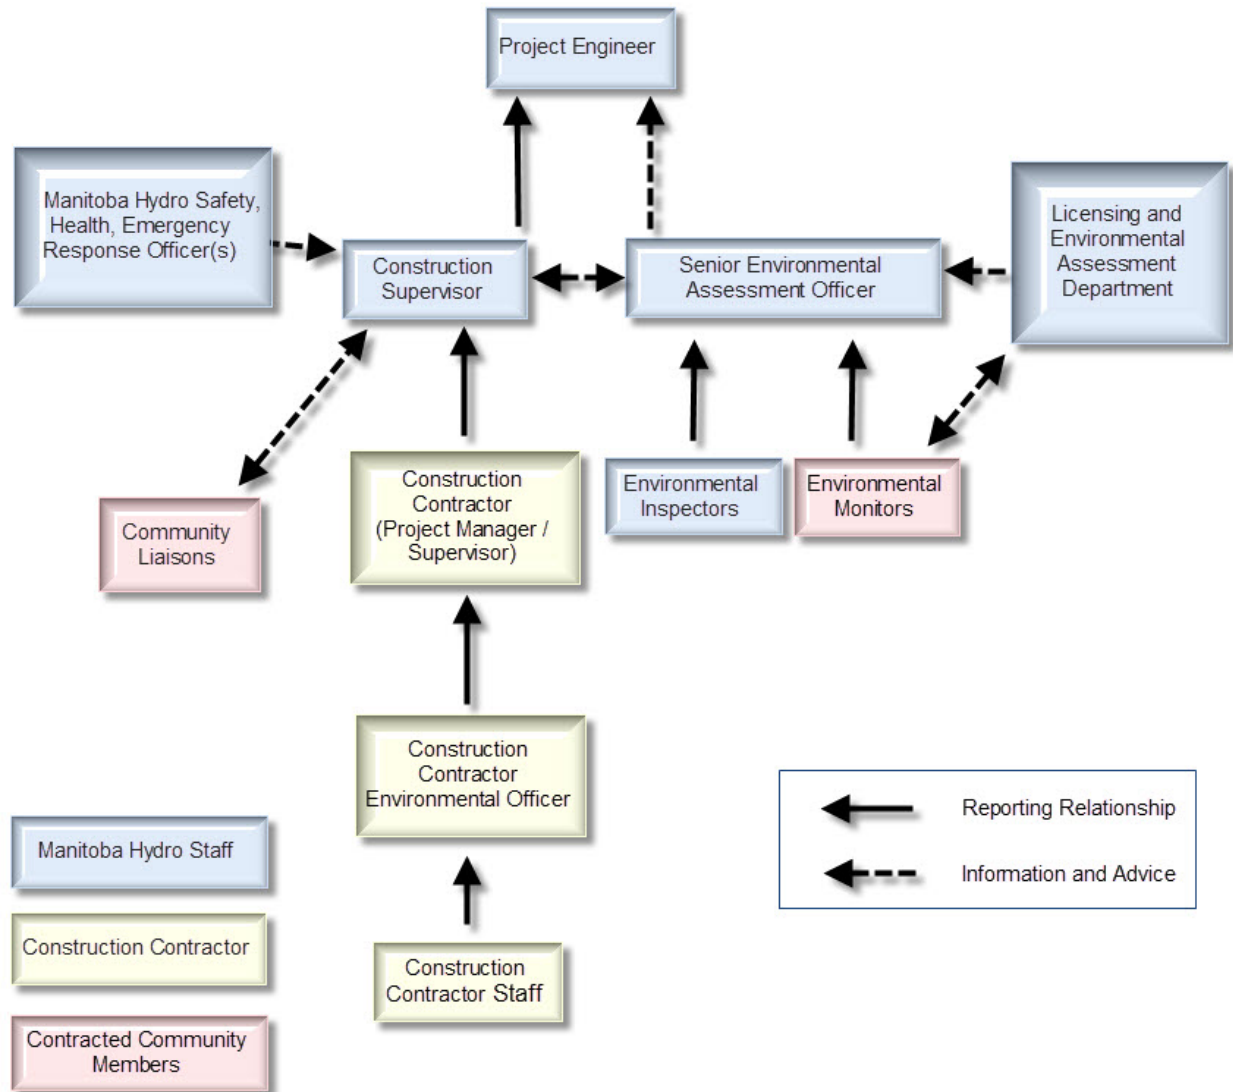 Project Engineer
Manitoba Hydro Safety,
Health, Emergency
Response Officer(s)
Construction
Supervisor
Senior Environmental
Assessment Officer
Licensing and
Environmental
Assessment
Department
Community
Liaisons
Construction
Contractor
(Project Manager /
Supervisor)
Environmental
Inspectors
Environmental
Monitors
Construction
Contractor
Environmental Officer
Construction
Contractor Staff
Manitoba Hydro Staff
Construction Contractor
Contracted Community
Members
Reporting Relationship
Information and Advice